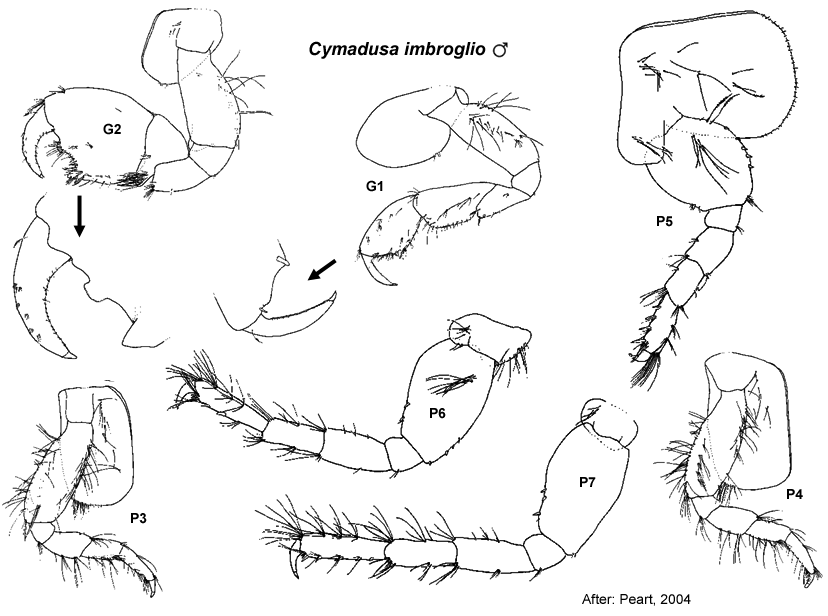 Cymadusa imbroglio ♂
G2
G1
P5
P6
P7
P3
P4
After: Peart, 2004